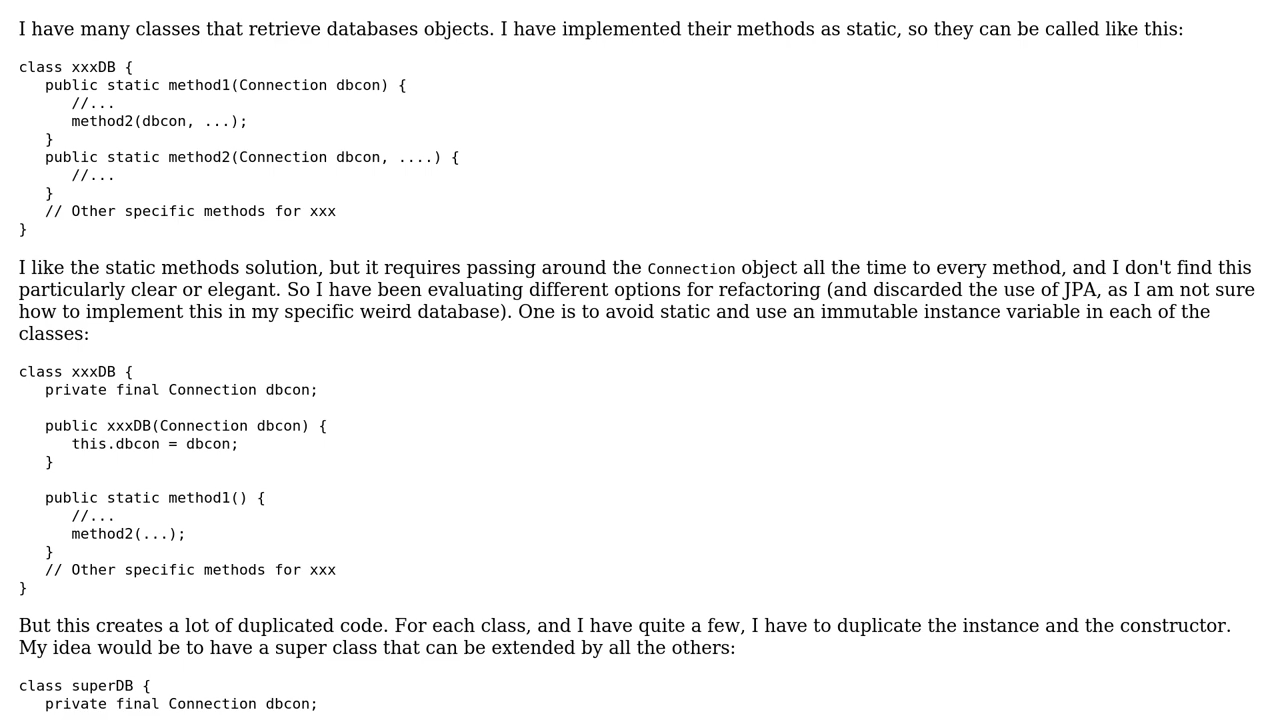 I have many classes that retrieve databases objects. I have implemented their methods as static, so they can be called like this:
class xxxDB {
   public static method1(Connection dbcon) {
      //...
      method2(dbcon, ...);
   }
   public static method2(Connection dbcon, ....) {
      //...
   }
   // Other specific methods for xxx
}
I like the static methods solution, but it requires passing around the Connection object all the time to every method, and I don't find this
particularly clear or elegant. So I have been evaluating different options for refactoring (and discarded the use of JPA, as I am not sure
how to implement this in my specific weird database). One is to avoid static and use an immutable instance variable in each of the
classes:
class xxxDB {
   private final Connection dbcon;
   public xxxDB(Connection dbcon) {
      this.dbcon = dbcon;
   }
   public static method1() {
      //...
      method2(...);
   }
   // Other specific methods for xxx
}
But this creates a lot of duplicated code. For each class, and I have quite a few, I have to duplicate the instance and the constructor.
My idea would be to have a super class that can be extended by all the others:
class superDB {
   private final Connection dbcon;